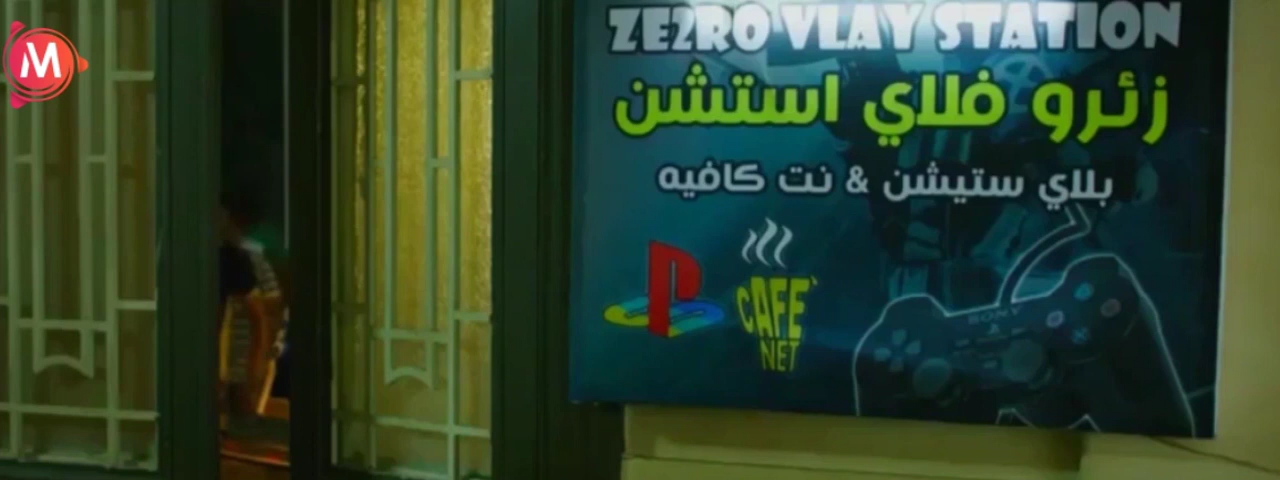 M
ZE2RO VLAY STATION
زئرو فلاي استشن
بلاي ستيشن & نت كافيه
CAFE`
NET
SONY